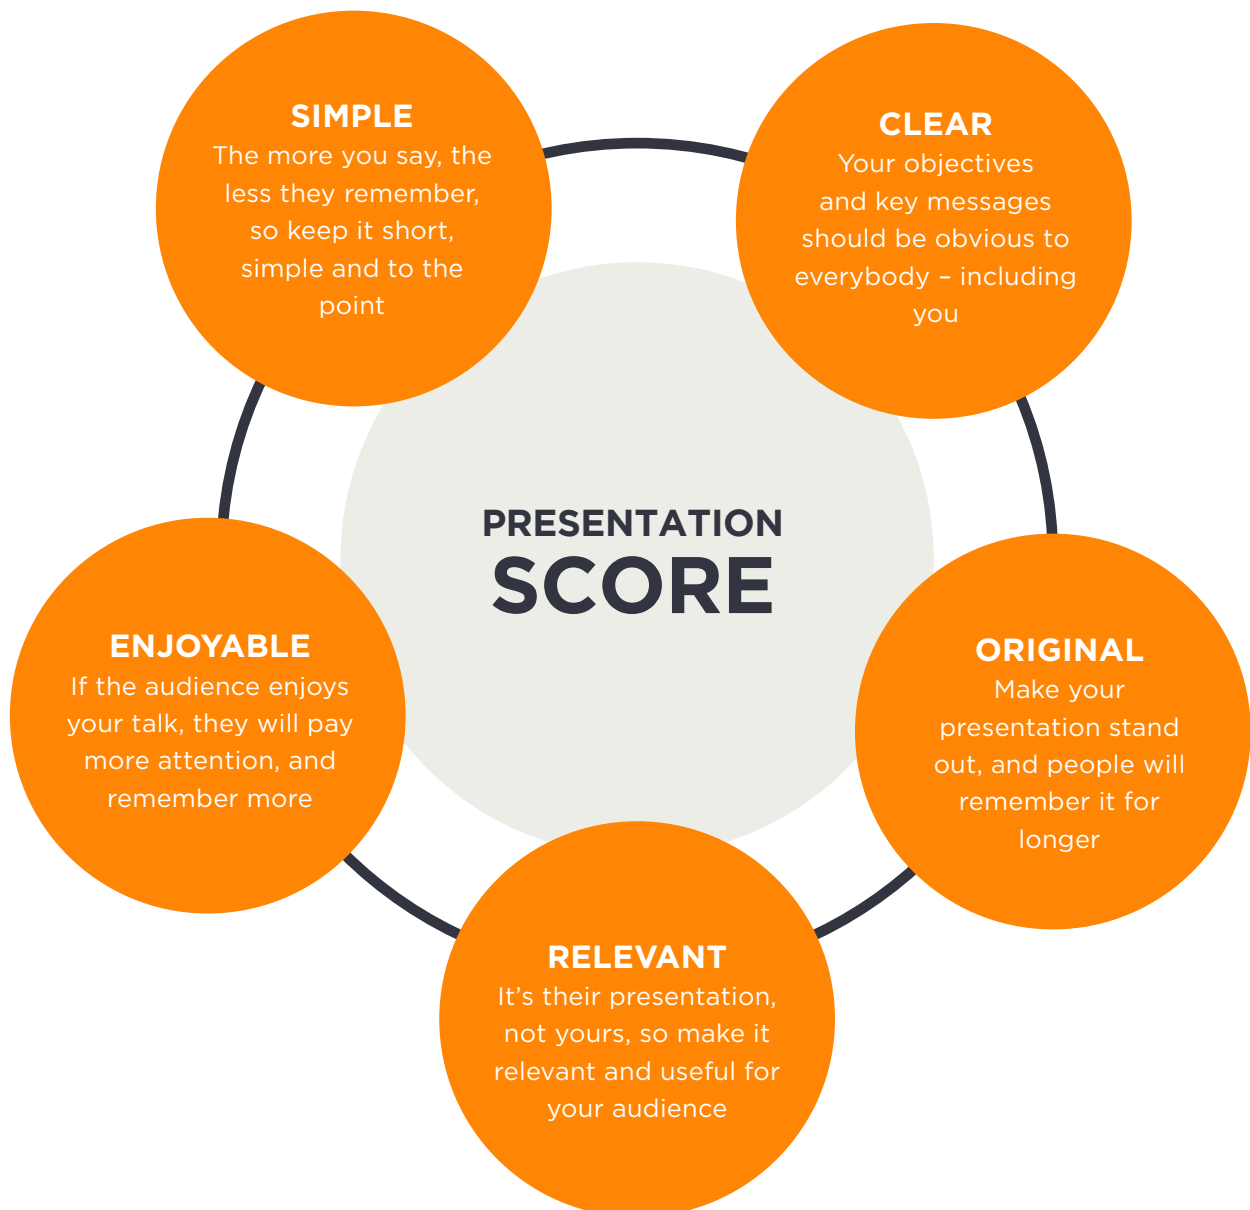 SIMPLE
The more you say, the
less they remember,
so keep it short,
simple and to the
point
CLEAR
Your objectives
and key messages
should be obvious to
everybody – including
you
PRESENTATION
SCORE
ENJOYABLE
If the audience enjoys
your talk, they will pay
more attention, and
remember more
ORIGINAL
Make your
presentation stand
out, and people will
remember it for
longer
RELEVANT
It’s their presentation,
not yours, so make it
relevant and useful for
your audience